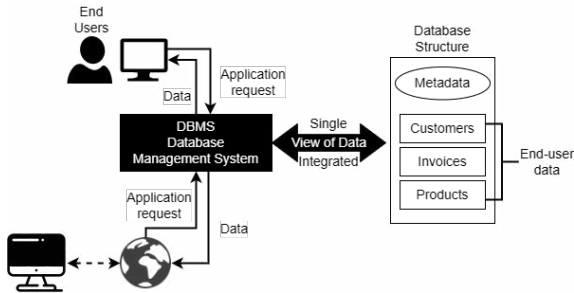 End
Users
Database
Structure
Application
request
Data
Metadata
DBMS
Database
Management System
Single
View of Data
Integrated
Customers
Invoices
Products
End-user
data
Application
request
Data